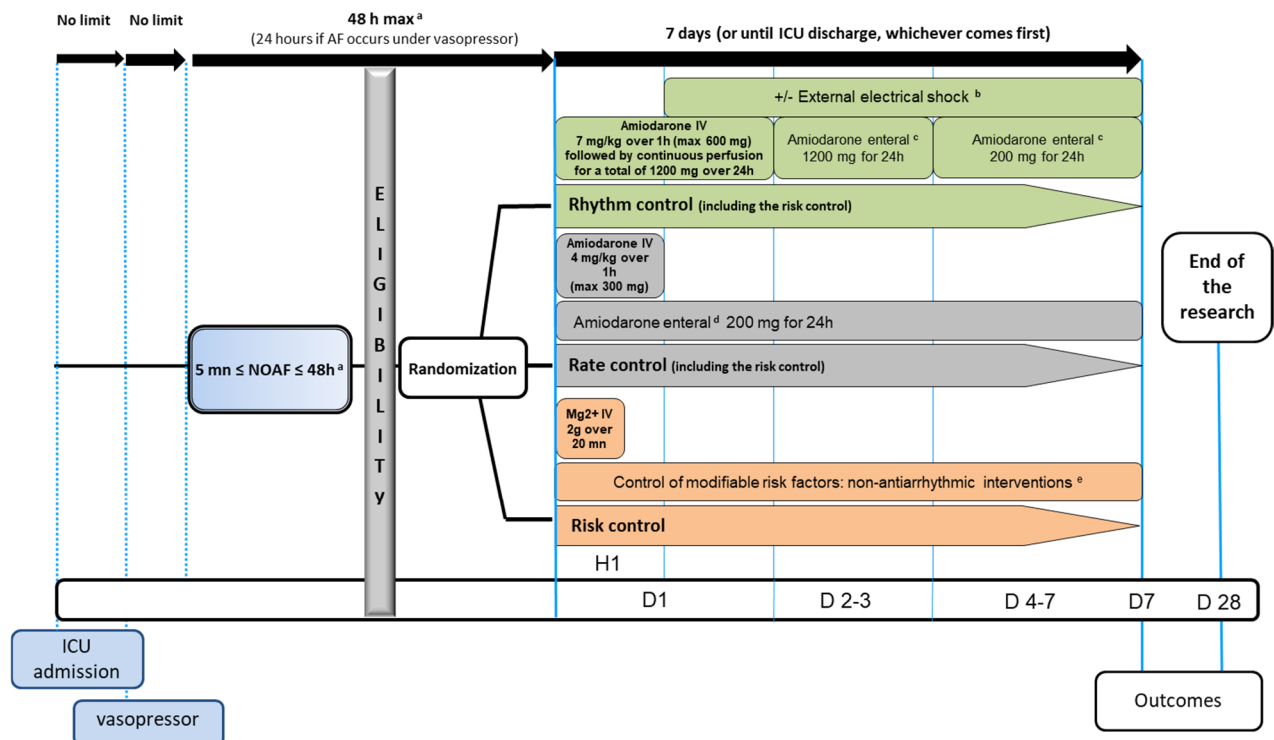 No limit
No limit
48 h max a
(24 hours if AF occurs under vasopressor)
7 days (or until ICU discharge, whichever comes first)
+/- External electrical shock b
Amiodarone IV
7 mg/kg over 1h (max 600 mg)
followed by continuous perfusion
for a total of 1200 mg over 24h
Amiodarone enteral c
1200 mg for 24h
Amiodarone enteral c
200 mg for 24h
Rhythm control (including the risk control)
Amiodarone IV
4 mg/kg over
1h
(max 300 mg)
Amiodarone enteral d 200 mg for 24h
Rate control (including the risk control)
Mg2+ IV
2g over
20 mn
Control of modifiable risk factors: non-antiarrhythmic interventions e
Risk control
5 mn ≤ NOAF ≤ 48h a
E
L
I
G
I
B
I
L
I
T
y
Randomization
End of
the
research
H1
D1
D 2-3
D 4-7
D7
D 28
ICU
admission
vasopressor
Outcomes